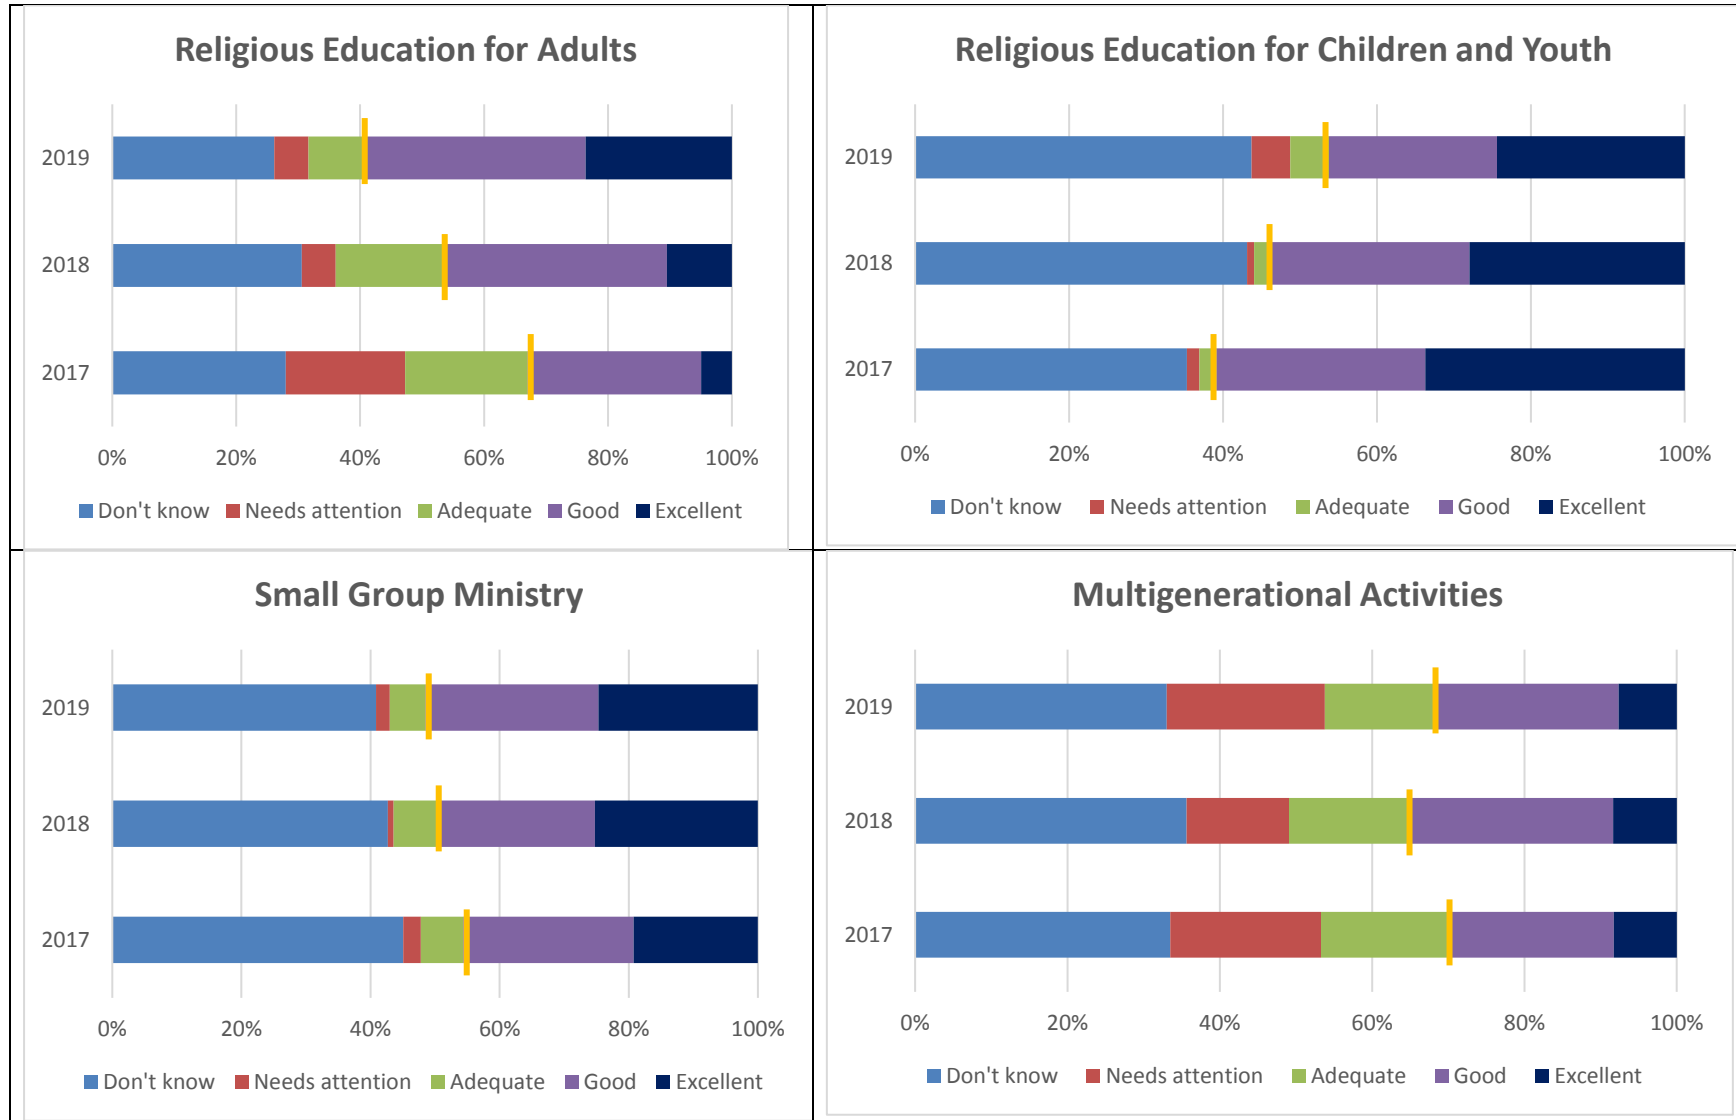 Religious Education for Adults
2019
2018
2017
0% 20% 40% 60% 80% 100%
Don't know Needs attention Adequate Good Excellent
Religious Education for Children and Youth
2019
2018
2017
0% 20% 40% 60% 80% 100%
Don't know Needs attention Adequate Good Excellent
Small Group Ministry
2019
2018
2017
0% 20% 40% 60% 80% 100%
Don't know Needs attention Adequate Good Excellent
Multigenerational Activities
2019
2018
2017
0% 20% 40% 60% 80% 100%
Don't know Needs attention Adequate Good Excellent